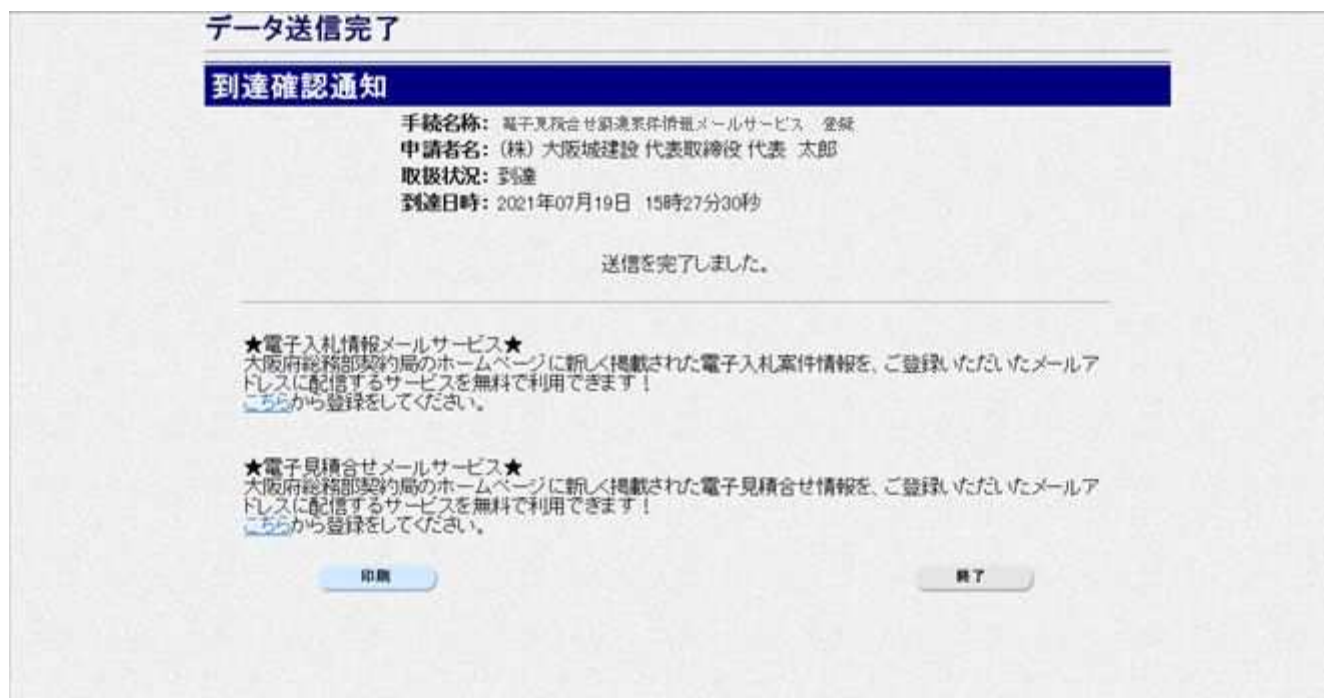 データ送信完了
到達確認通知
手続名称: 電子見積合せ調達案件情報メールサービス 登録
申請者名: (株) 大阪城建設 代表取締役 代表 太郎
取扱状況: 到達
到達日時: 2021年07月19日 15時27分30秒
送信を完了しました。
★電子入札情報メールサービス★
大阪府総務部契約局のホームページに新しく掲載された電子入札案件情報を、ご登録いただいたメールア
ドレスに配信するサービスを無料で利用できます!
こちらから登録をしてください。
★電子見積合せメールサービス★
大阪府総務部契約局のホームページに新しく掲載された電子見積合せ情報を、ご登録いただいたメールア
ドレスに配信するサービスを無料で利用できます!
こちらから登録をしてください。
印刷 終了